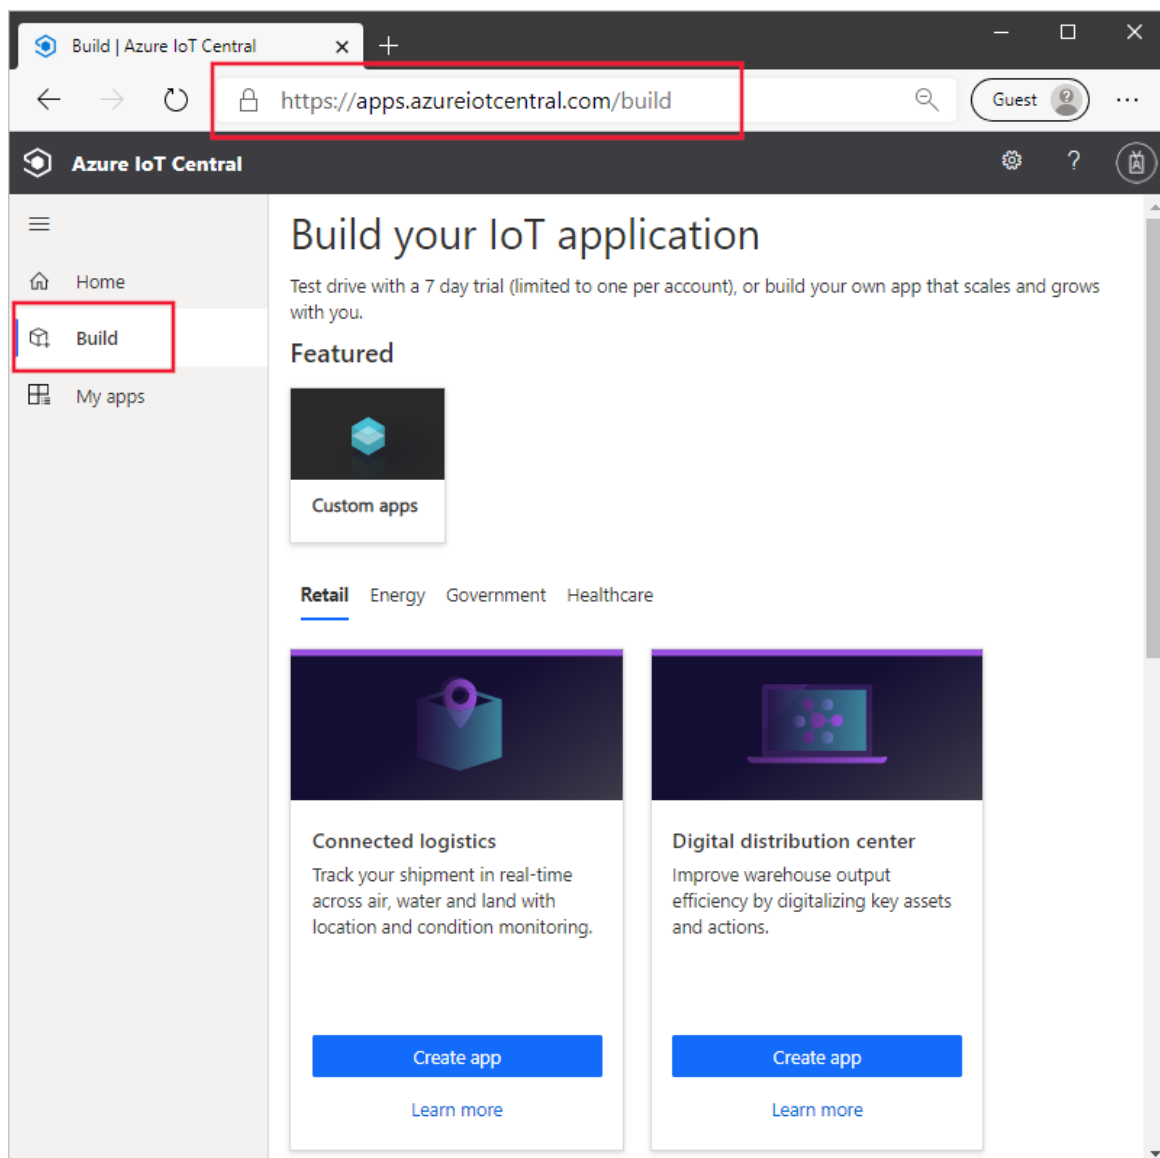 Build | Azure IoT Central
https://apps.azureiotcentral.com/build
Guest
Azure IoT Central
?
Home
Build
My apps
Build your IoT application
Test drive with a 7 day trial (limited to one per account), or build your own app that scales and grows
with you.
Featured
Custom apps
Retail Energy Government Healthcare
Connected logistics
Track your shipment in real-time
across air, water and land with
location and condition monitoring.
Create app
Learn more
Digital distribution center
Improve warehouse output
efficiency by digitalizing key assets
and actions.
Create app
Learn more